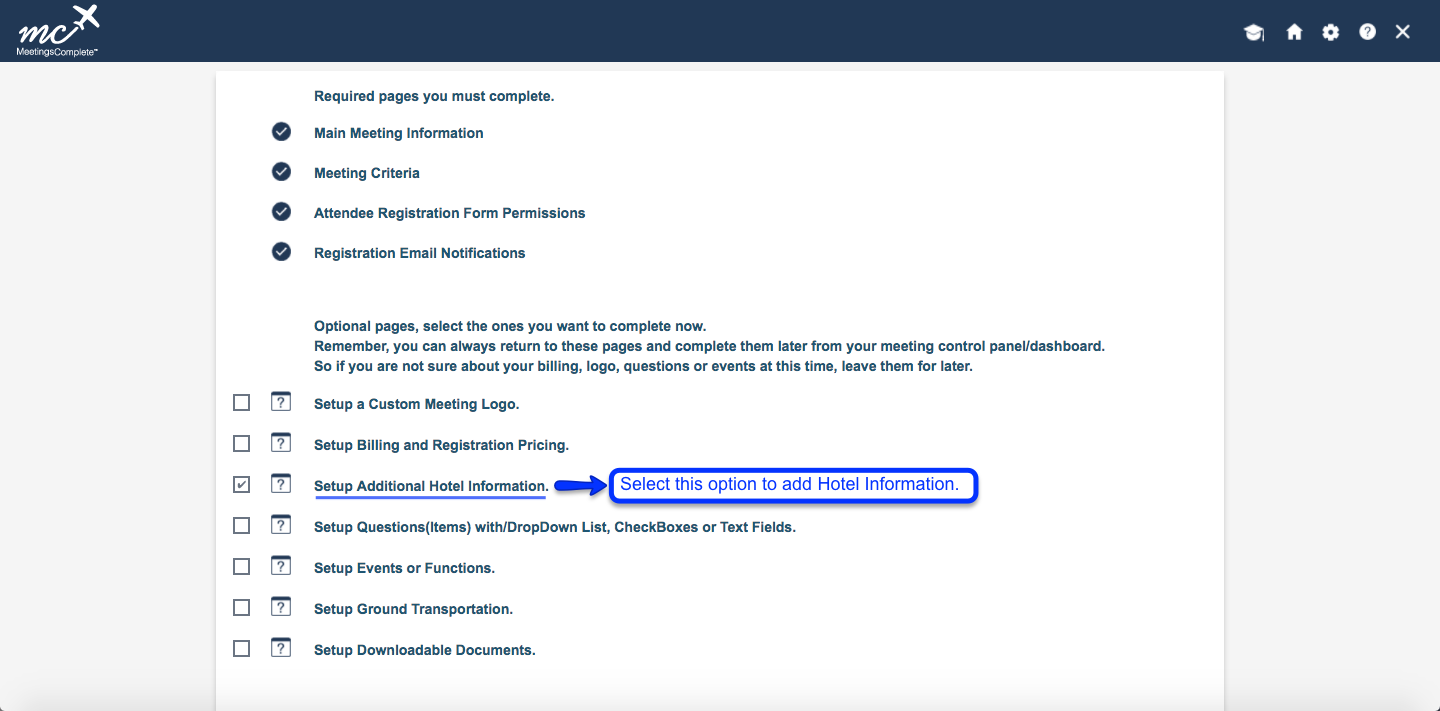 mc
MeetingsComplete™
Required pages you must complete.
Main Meeting Information
Meeting Criteria
Attendee Registration Form Permissions
Registration Email Notifications
Optional pages, select the ones you want to complete now.
Remember, you can always return to these pages and complete them later from your meeting control panel/dashboard.
So if you are not sure about your billing, logo, questions or events at this time, leave them for later.
? Setup a Custom Meeting Logo.
? Setup Billing and Registration Pricing.
? Setup Additional Hotel Information. Select this option to add Hotel Information.
? Setup Questions(Items) with/DropDown List, CheckBoxes or Text Fields.
? Setup Events or Functions.
? Setup Ground Transportation.
? Setup Downloadable Documents.